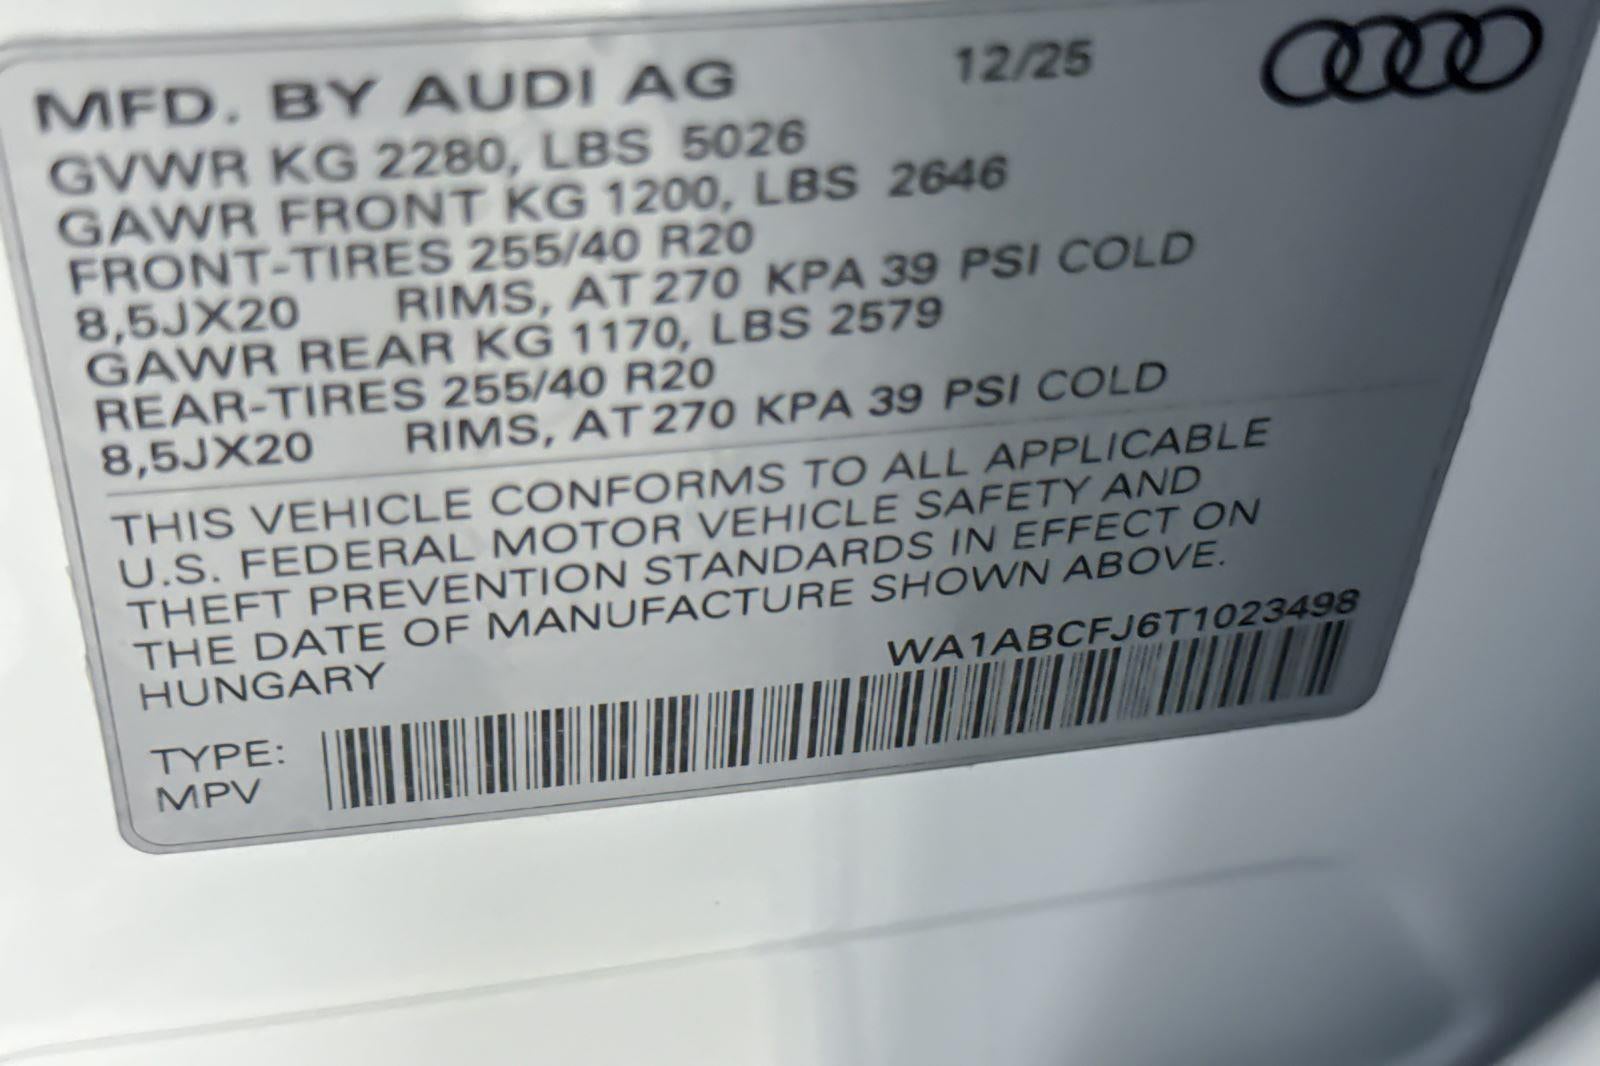 MFD. BY AUDI AG 12/25
GVWR KG 2280, LBS 5026
GAWR FRONT KG 1200, LBS 2646
FRONT-TIRES 255/40 R20
8,5JX20 RIMS, AT 270 KPA 39 PSI COLD
GAWR REAR KG 1170, LBS 2579
REAR-TIRES 255/40 R20
8,5JX20 RIMS, AT 270 KPA 39 PSI COLD
THIS VEHICLE CONFORMS TO ALL APPLICABLE
U.S. FEDERAL MOTOR VEHICLE SAFETY AND
THEFT PREVENTION STANDARDS IN EFFECT ON
THE DATE OF MANUFACTURE SHOWN ABOVE.
HUNGARY WA1ABCFJ6T1023498
TYPE:
MPV